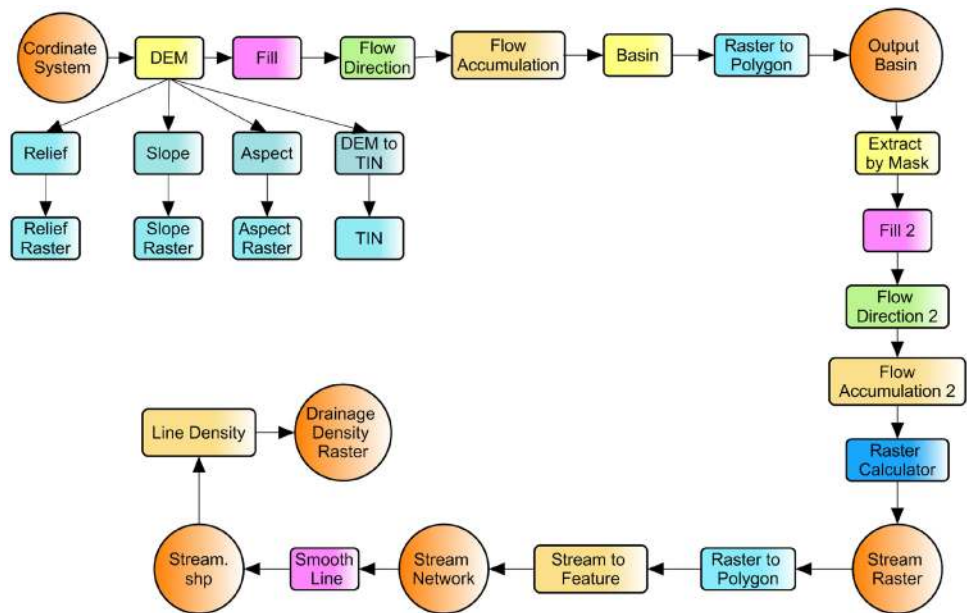 Cordinate
System
DEM
Fill
Flow
Direction
Flow
Accumulation
Basin
Raster to
Polygon
Output
Basin
Relief
Slope
Aspect
DEM to
TIN
Extract
by Mask
Relief
Raster
Slope
Raster
Aspect
Raster
TIN
Fill 2
Flow
Direction 2
Flow
Accumulation 2
Line Density
Drainage
Density
Raster
Raster
Calculator
Stream.
shp
Smooth
Line
Stream
Network
Stream to
Feature
Raster to
Polygon
Stream
Raster